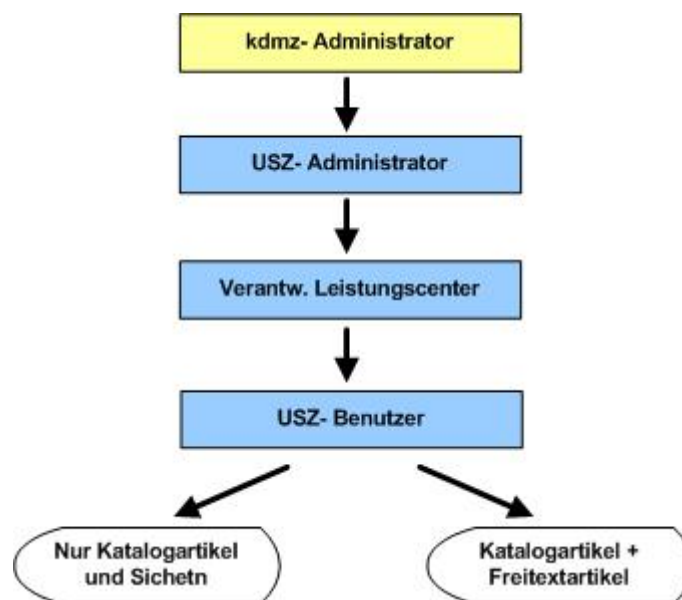 kdmz- Administrator
USZ- Administrator
Verantw. Leistungscenter
USZ- Benutzer
Nur Katalogartikel
und Sichetn
Katalogartikel +
Freitextartikel